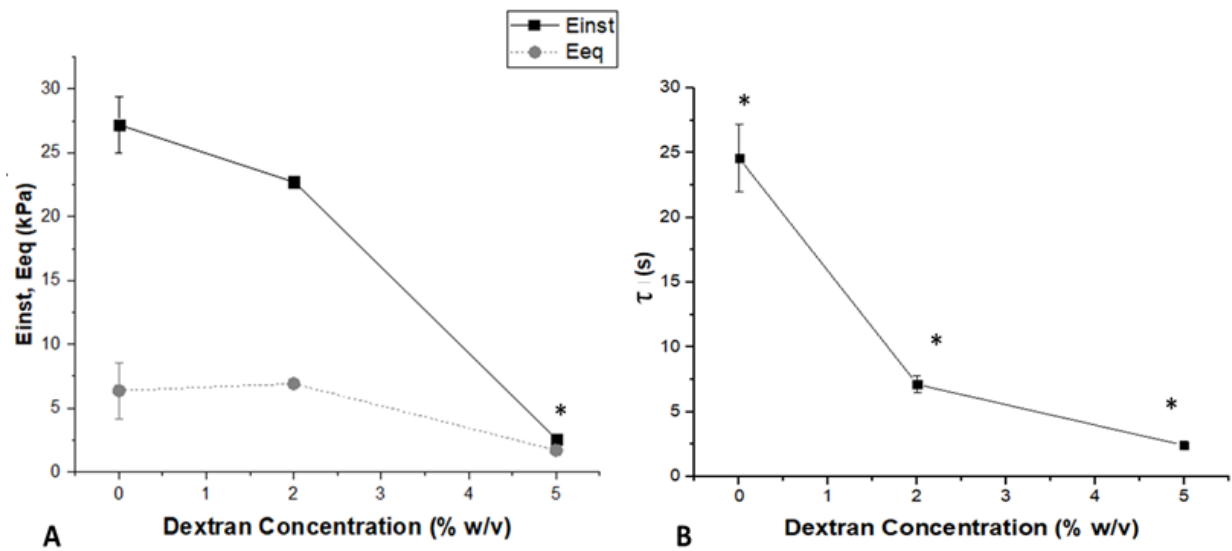 Einst
Eeq
30
25
20
15
10
5
0
Einst, Eeq (kPa)
*
0 1 2 3 4 5
Dextran Concentration (% w/v)
A
30
25
20
15
10
5
0
τ (s)
*
*
*
0 1 2 3 4 5
Dextran Concentration (% w/v)
B